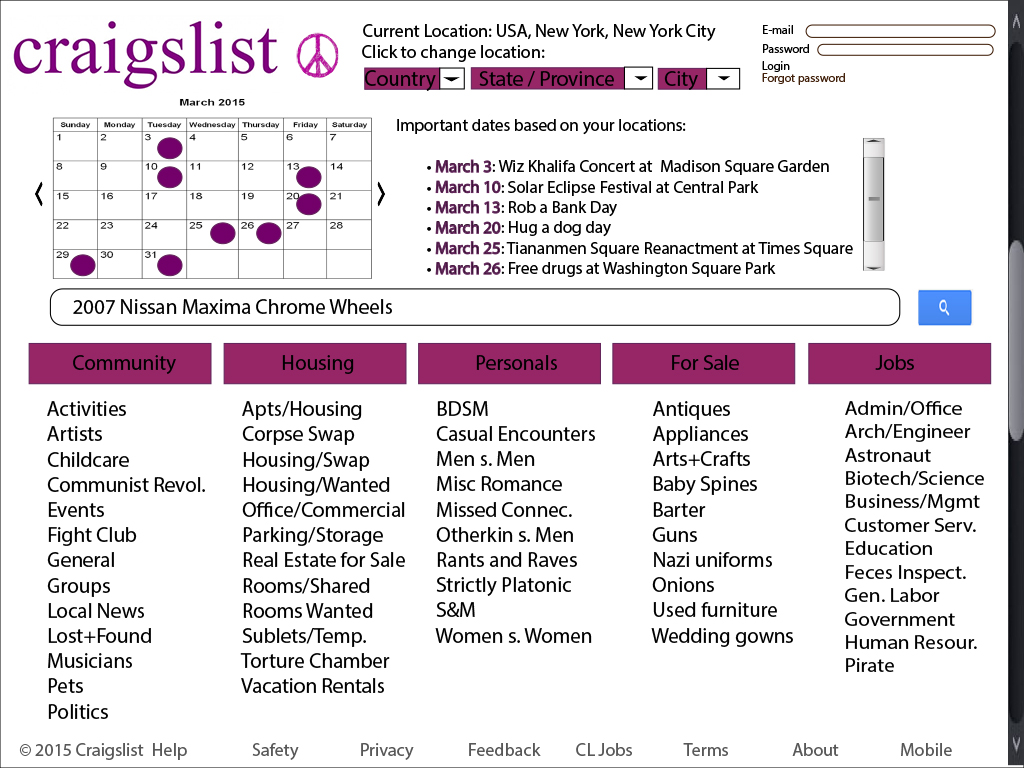 craigslist
Current Location: USA, New York, New York City
Click to change location:
Country State / Province City
E-mail
Password
Login
Forgot password
March 2015
Sunday Monday Tuesday Wednesday Thursday Friday Saturday
1 2 3 4 5 6 7
8 9 10 11 12 13 14
15 16 17 18 19 20 21
22 23 24 25 26 27 28
29 30 31
Important dates based on your locations:
• March 3: Wiz Khalifa Concert at Madison Square Garden
• March 10: Solar Eclipse Festival at Central Park
• March 13: Rob a Bank Day
• March 20: Hug a dog day
• March 25: Tiananmen Square Reanactment at Times Square
• March 26: Free drugs at Washington Square Park
2007 Nissan Maxima Chrome Wheels
Community
Activities
Artists
Childcare
Communist Revol.
Events
Fight Club
General
Groups
Local News
Lost+Found
Musicians
Pets
Politics
Housing
Apts/Housing
Corpse Swap
Housing/Swap
Housing/Wanted
Office/Commercial
Parking/Storage
Real Estate for Sale
Rooms/Shared
Rooms Wanted
Sublets/Temp.
Torture Chamber
Vacation Rentals
Personals
BDSM
Casual Encounters
Men s. Men
Misc Romance
Missed Connec.
Otherkin s. Men
Rants and Raves
Strictly Platonic
S&M
Women s. Women
For Sale
Antiques
Appliances
Arts+Crafts
Baby Spines
Barter
Guns
Nazi uniforms
Onions
Used furniture
Wedding gowns
Jobs
Admin/Office
Arch/Engineer
Astronaut
Biotech/Science
Business/Mgmt
Customer Serv.
Education
Feces Inspect.
Gen. Labor
Government
Human Resour.
Pirate
© 2015 Craigslist Help Safety Privacy Feedback CL Jobs Terms About Mobile